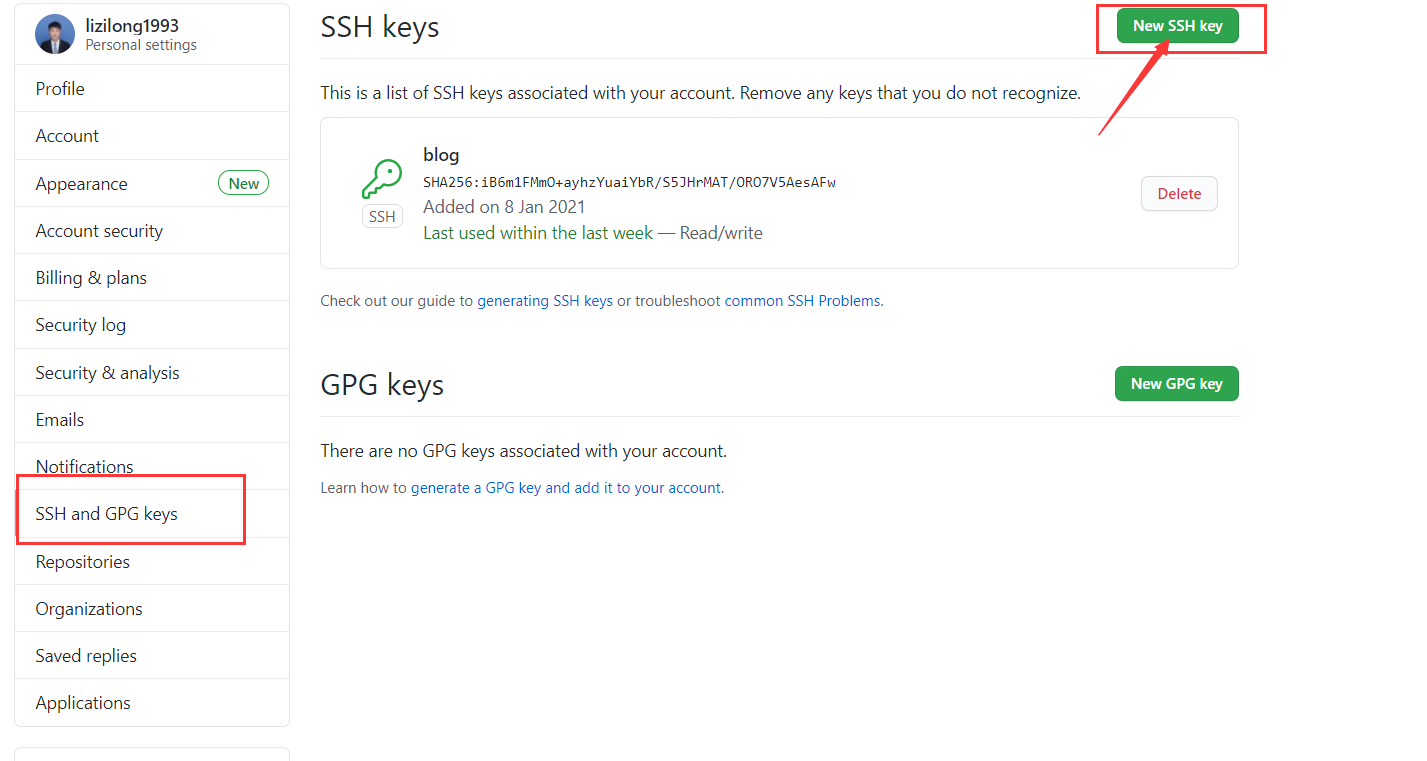 lizilong1993
Personal settings
Profile
Account
Appearance New
Account security
Billing & plans
Security log
Security & analysis
Emails
Notifications
SSH and GPG keys
Repositories
Organizations
Saved replies
Applications
SSH keys
New SSH key
This is a list of SSH keys associated with your account. Remove any keys that you do not recognize.
blog
SHA256:iB6m1FMmO+ayhzYuaiYbR/S5JHrMAT/ORO7V5AesAFw
Added on 8 Jan 2021
Last used within the last week — Read/write
SSH
Delete
Check out our guide to generating SSH keys or troubleshoot common SSH Problems.
GPG keys
New GPG key
There are no GPG keys associated with your account.
Learn how to generate a GPG key and add it to your account.